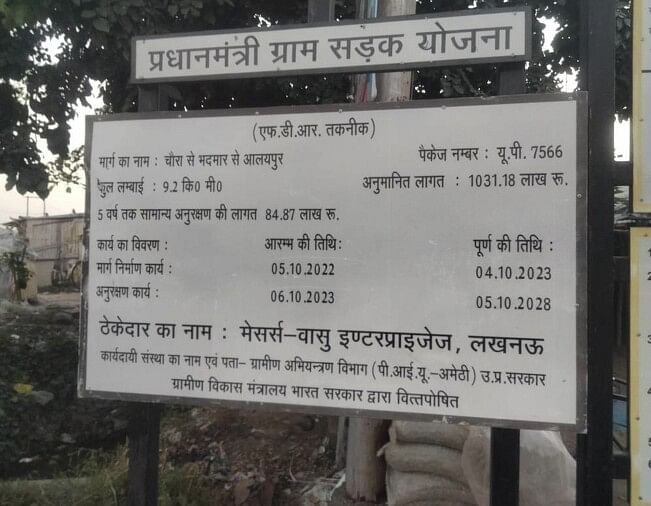 प्रधानमंत्री ग्राम सड़क योजना
(एफ.डी.आर. तकनीक)
मार्ग का नाम : चौरा से भदमार से आलयपुर पैकेज नम्बर : यू.पी. 7566
कुल लम्बाई : 9.2 कि0 मी0 अनुमानित लागत : 1031.18 लाख रू.
5 वर्ष तक सामान्य अनुरक्षण की लागत 84.87 लाख रू.
कार्य का विवरण : आरम्भ की तिथि: पूर्ण की तिथि :
मार्ग निर्माण कार्य : 05.10.2022 04.10.2023
अनुरक्षण कार्य : 06.10.2023 05.10.2028
ठेकेदार का नाम : मेसर्स-वासु इण्टरप्राइजेज, लखनऊ
कार्यदायी संस्था का नाम एवं पता- ग्रामीण अभियन्त्रण विभाग (पी.आई.यू.-अमेठी) उ.प्र.सरकार
ग्रामीण विकास मंत्रालय भारत सरकार द्वारा वित्तपोषित